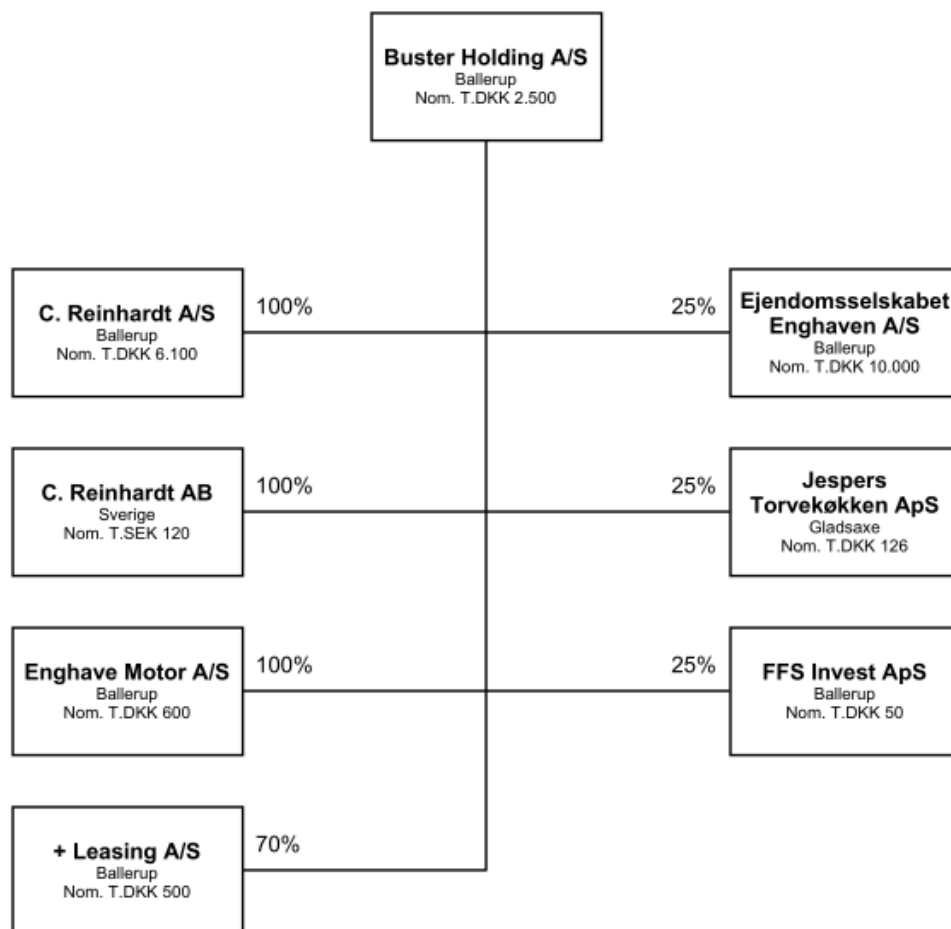 Buster Holding A/S
Ballerup
Nom. T.DKK 2.500
C. Reinhardt A/S
Ballerup
Nom. T.DKK 6.100
100%
25%
Ejendomsselskabet
Enghaven A/S
Ballerup
Nom. T.DKK 10.000
C. Reinhardt AB
Sverige
Nom. T.SEK 120
100%
25%
Jespers
Torvekøkken ApS
Gladsaxe
Nom. T.DKK 126
Enghave Motor A/S
Ballerup
Nom. T.DKK 600
100%
25%
FFS Invest ApS
Ballerup
Nom. T.DKK 50
+ Leasing A/S
Ballerup
Nom. T.DKK 500
70%